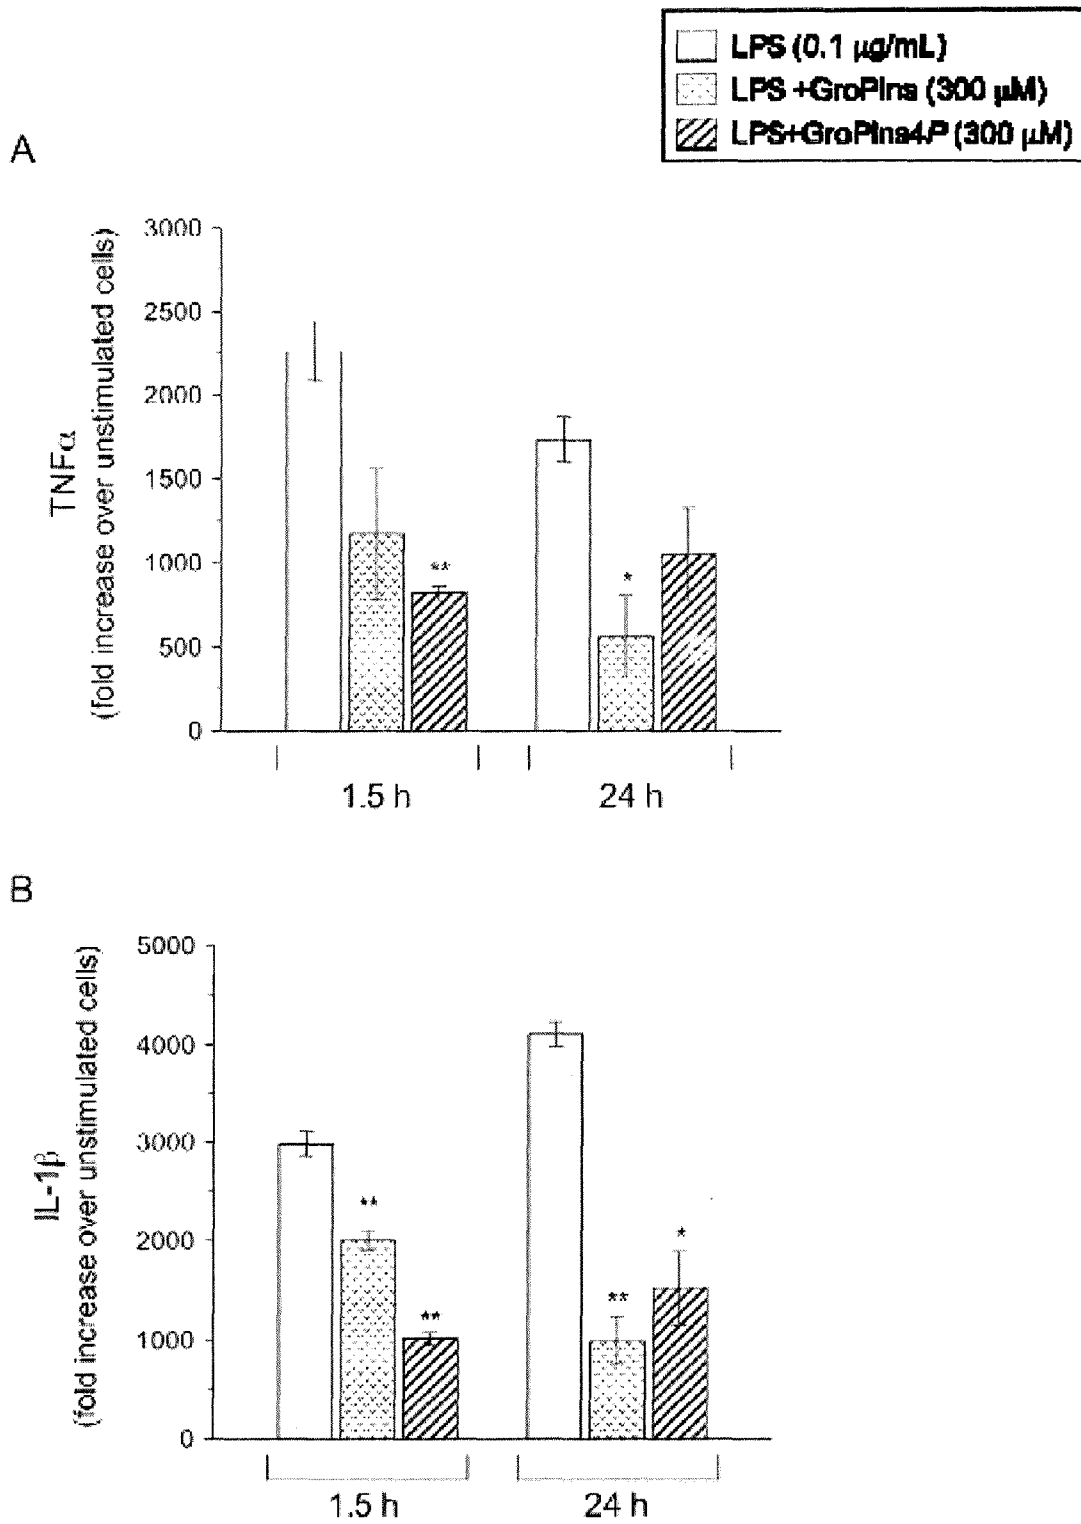 LPS (0.1 µg/mL)
LPS +GroPIns (300 µM)
LPS+GroPIns4P (300 µM)
A
TNFα
(fold increase over unstimulated cells)
3000
2500
2000
1500
1000
500
0
**
*
1.5 h
24 h
B
IL-1β
(fold increase over unstimulated cells)
5000
4000
3000
2000
1000
0
**
**
**
*
1.5 h
24 h